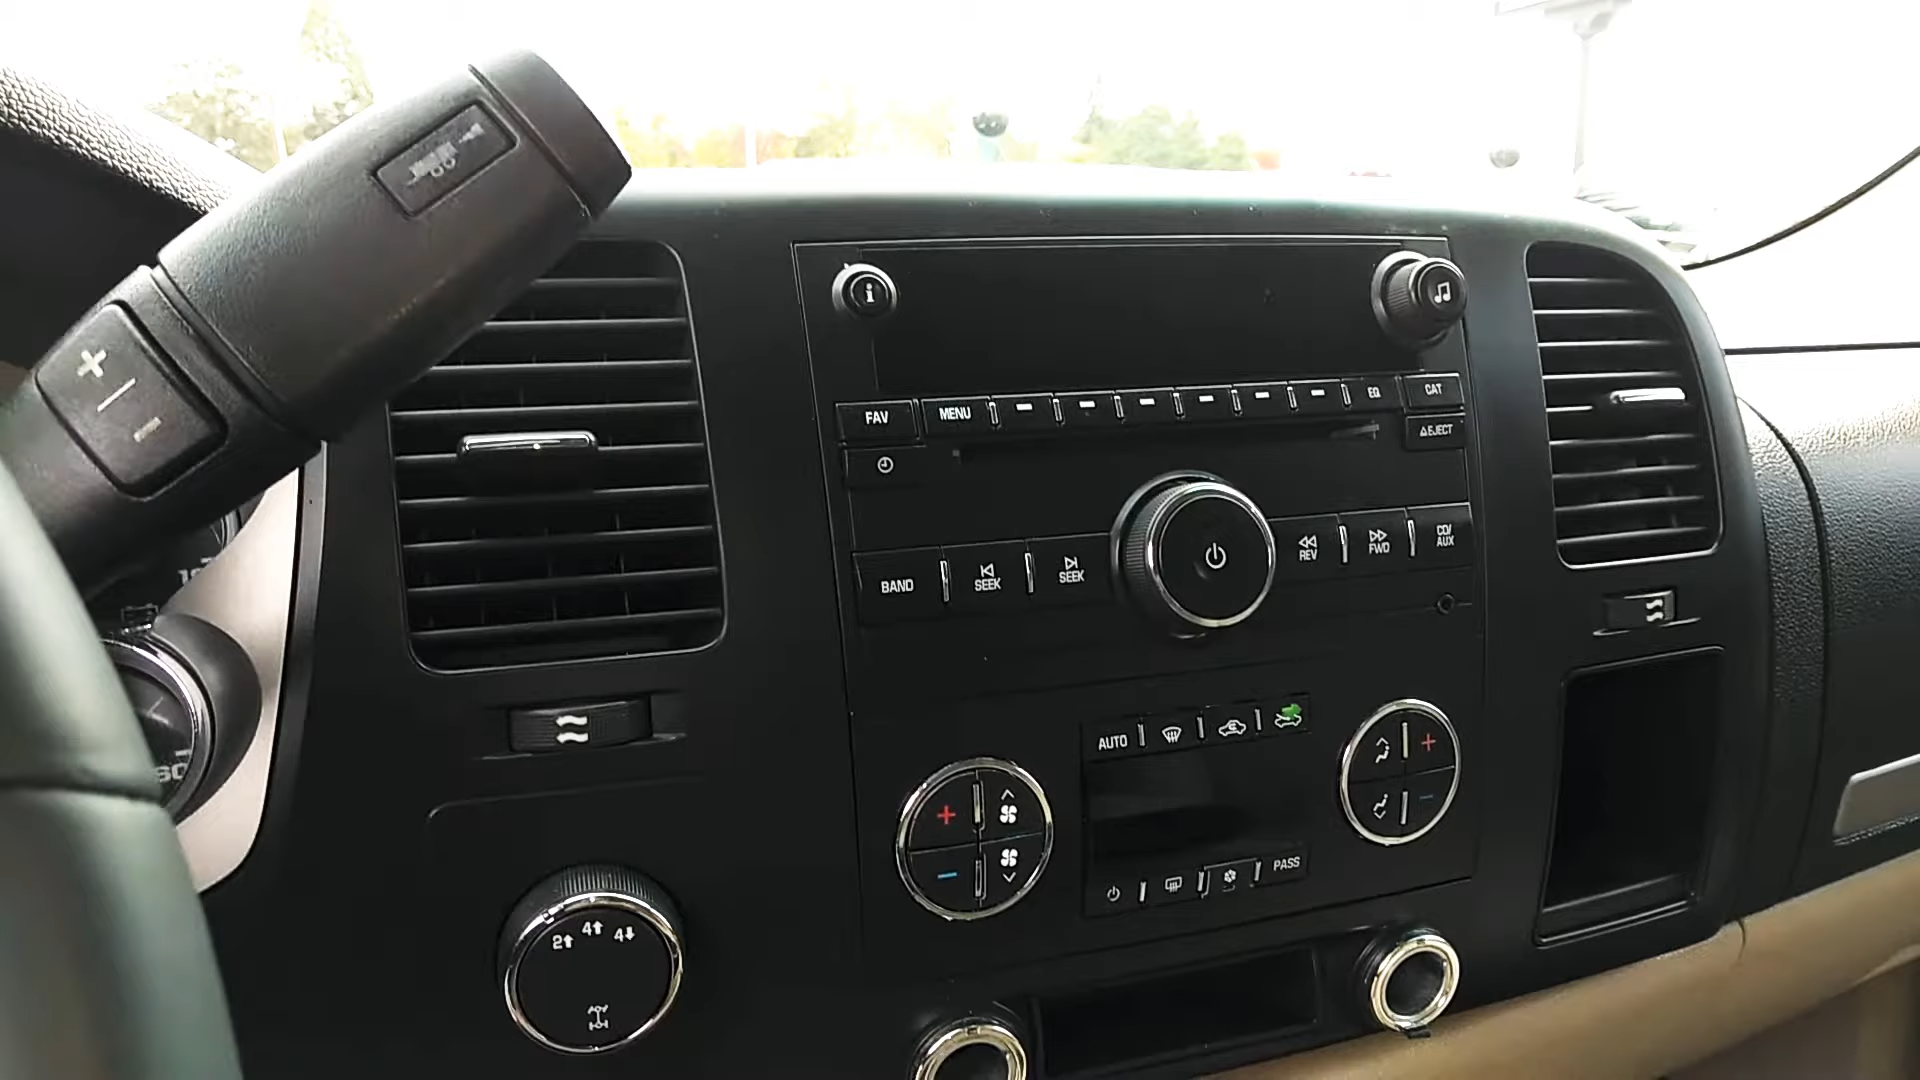 FAV
MENU
EQ
CAT
EJECT
BAND
SEEK
SEEK
REV
FWD
CD/
AUX
AUTO
PASS
2
4
4